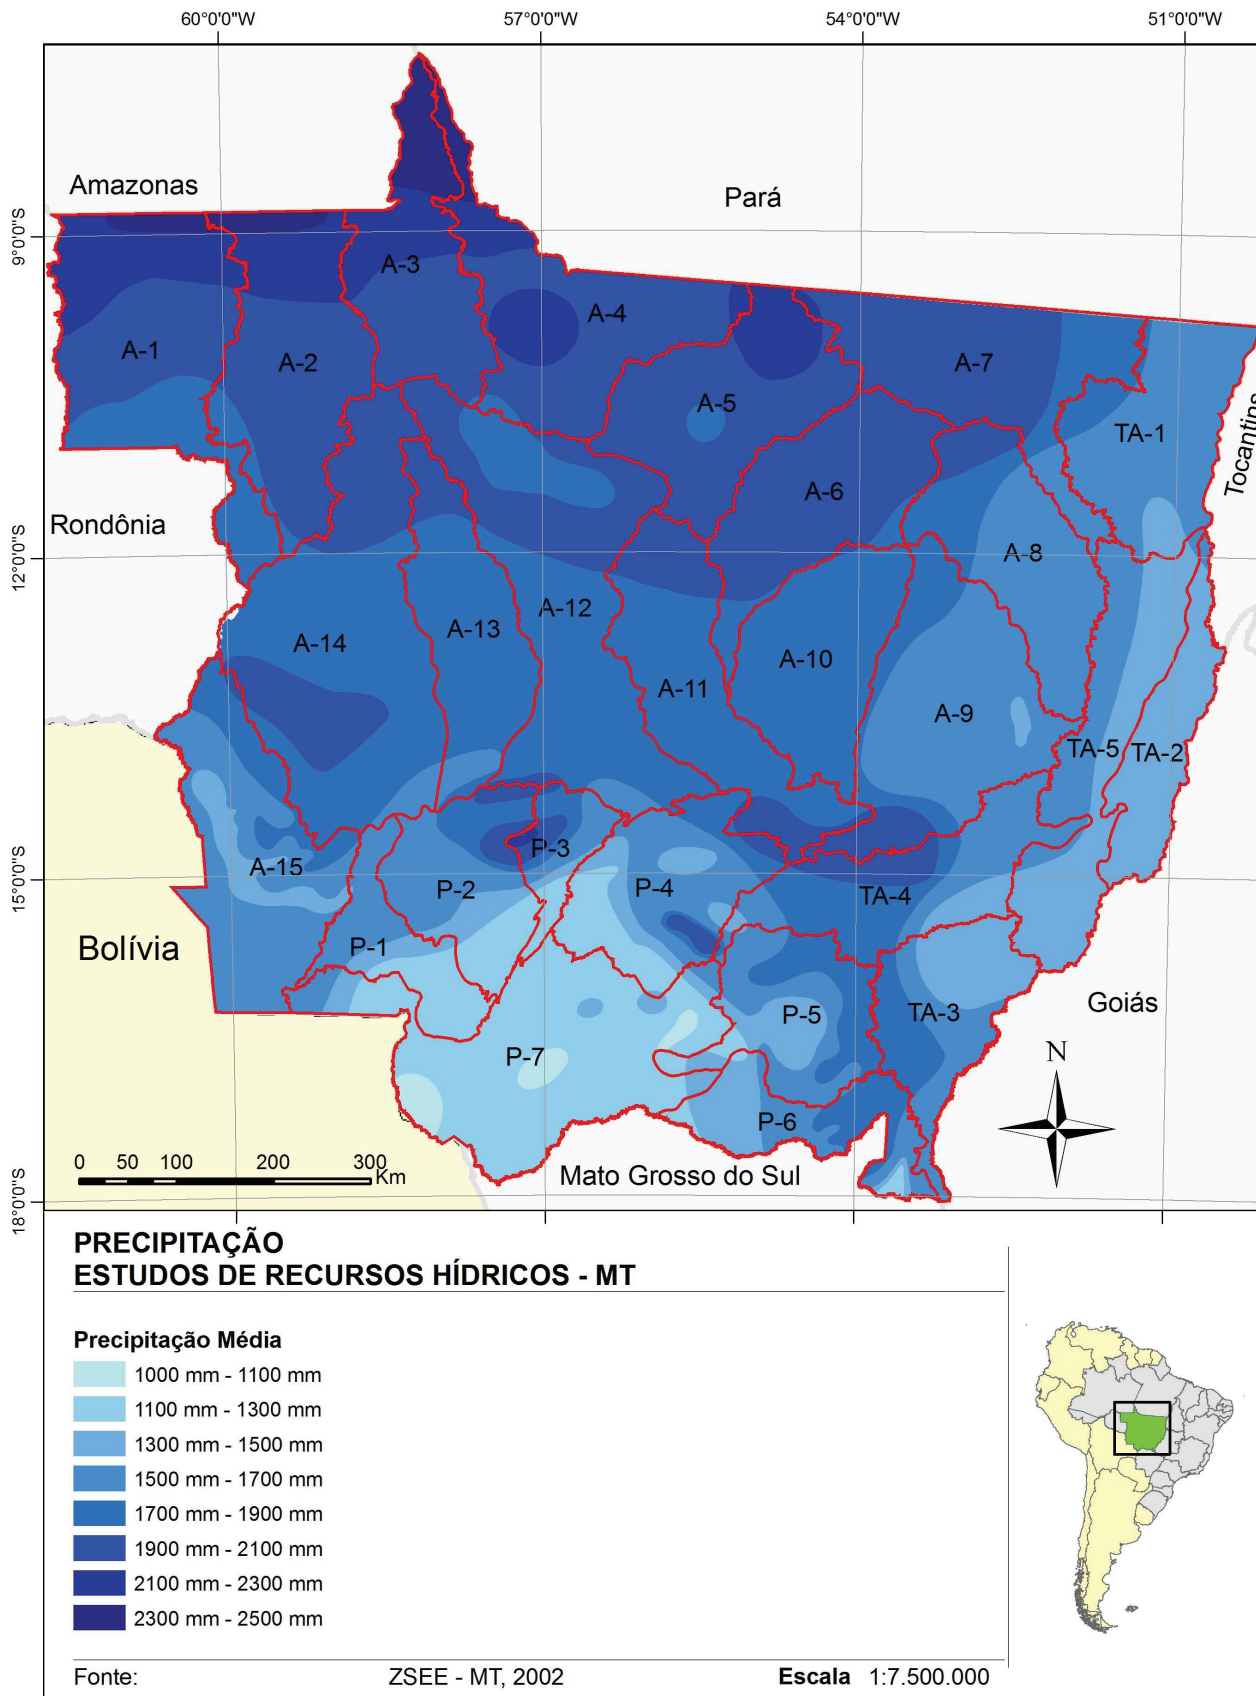 60°0'0"W 57°0'0"W 54°0'0"W 51°0'0"W
Amazonas
Pará
9°0'0"S
A-3
A-4
A-1
A-2
A-7
A-5
TA-1
Tocantins
A-6
Rondônia
12°0'0"S
A-8
A-12
A-13
A-14
A-10
A-11
A-9
TA-5
TA-2
P-3
15°0'0"S
A-15
P-2
P-4
TA-4
Bolívia
P-1
Goiás
P-5
TA-3
N
P-7
P-6
0 50 100 200 300
Km
Mato Grosso do Sul
18°0'0"S
PRECIPITAÇÃO
ESTUDOS DE RECURSOS HÍDRICOS - MT
Precipitação Média
1000 mm - 1100 mm
1100 mm - 1300 mm
1300 mm - 1500 mm
1500 mm - 1700 mm
1700 mm - 1900 mm
1900 mm - 2100 mm
2100 mm - 2300 mm
2300 mm - 2500 mm
Fonte: ZSEE - MT, 2002 Escala 1:7.500.000